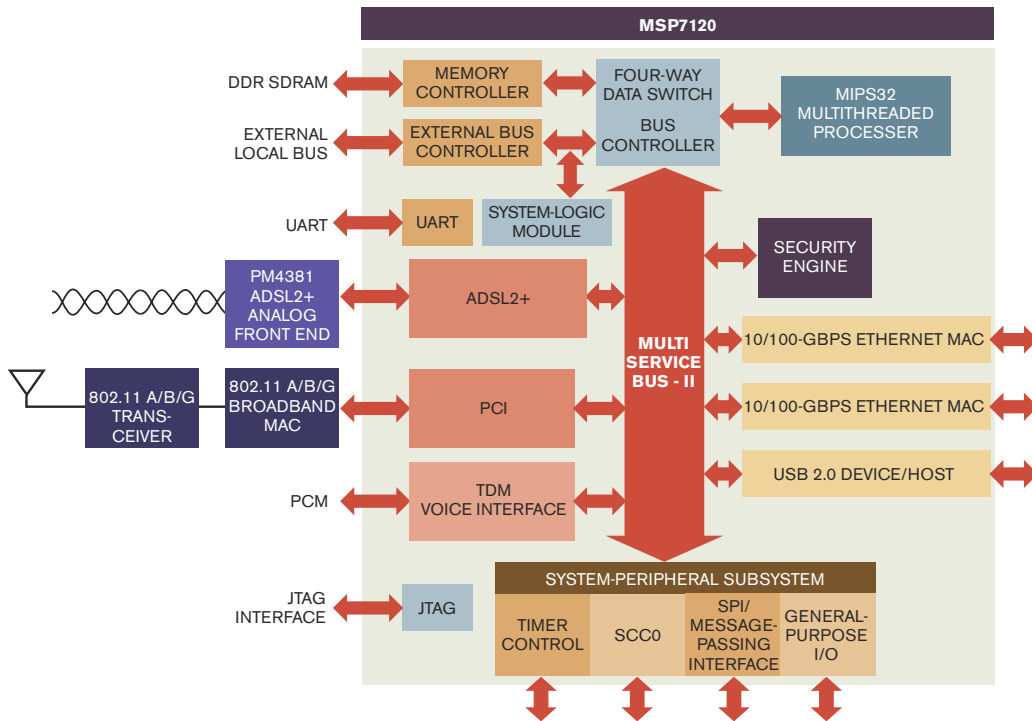 MSP7120
DDR SDRAM
MEMORY
CONTROLLER
FOUR-WAY
DATA SWITCH
BUS
CONTROLLER
MIPS32
MULTITHREADED
PROCESSER
EXTERNAL
LOCAL BUS
EXTERNAL BUS
CONTROLLER
UART
UART
SYSTEM-LOGIC
MODULE
SECURITY
ENGINE
PM4381
ADSL2+
ANALOG
FRONT END
ADSL2+
MULTI
SERVICE
BUS - II
10/100-GBPS ETHERNET MAC
802.11 A/B/G
TRANS-
CEIVER
802.11 A/B/G
BROADBAND
MAC
PCI
10/100-GBPS ETHERNET MAC
USB 2.0 DEVICE/HOST
PCM
TDM
VOICE INTERFACE
JTAG
INTERFACE
JTAG
SYSTEM-PERIPHERAL SUBSYSTEM
TIMER
CONTROL
SCC0
SPI/
MESSAGE-
PASSING
INTERFACE
GENERAL-
PURPOSE
I/O